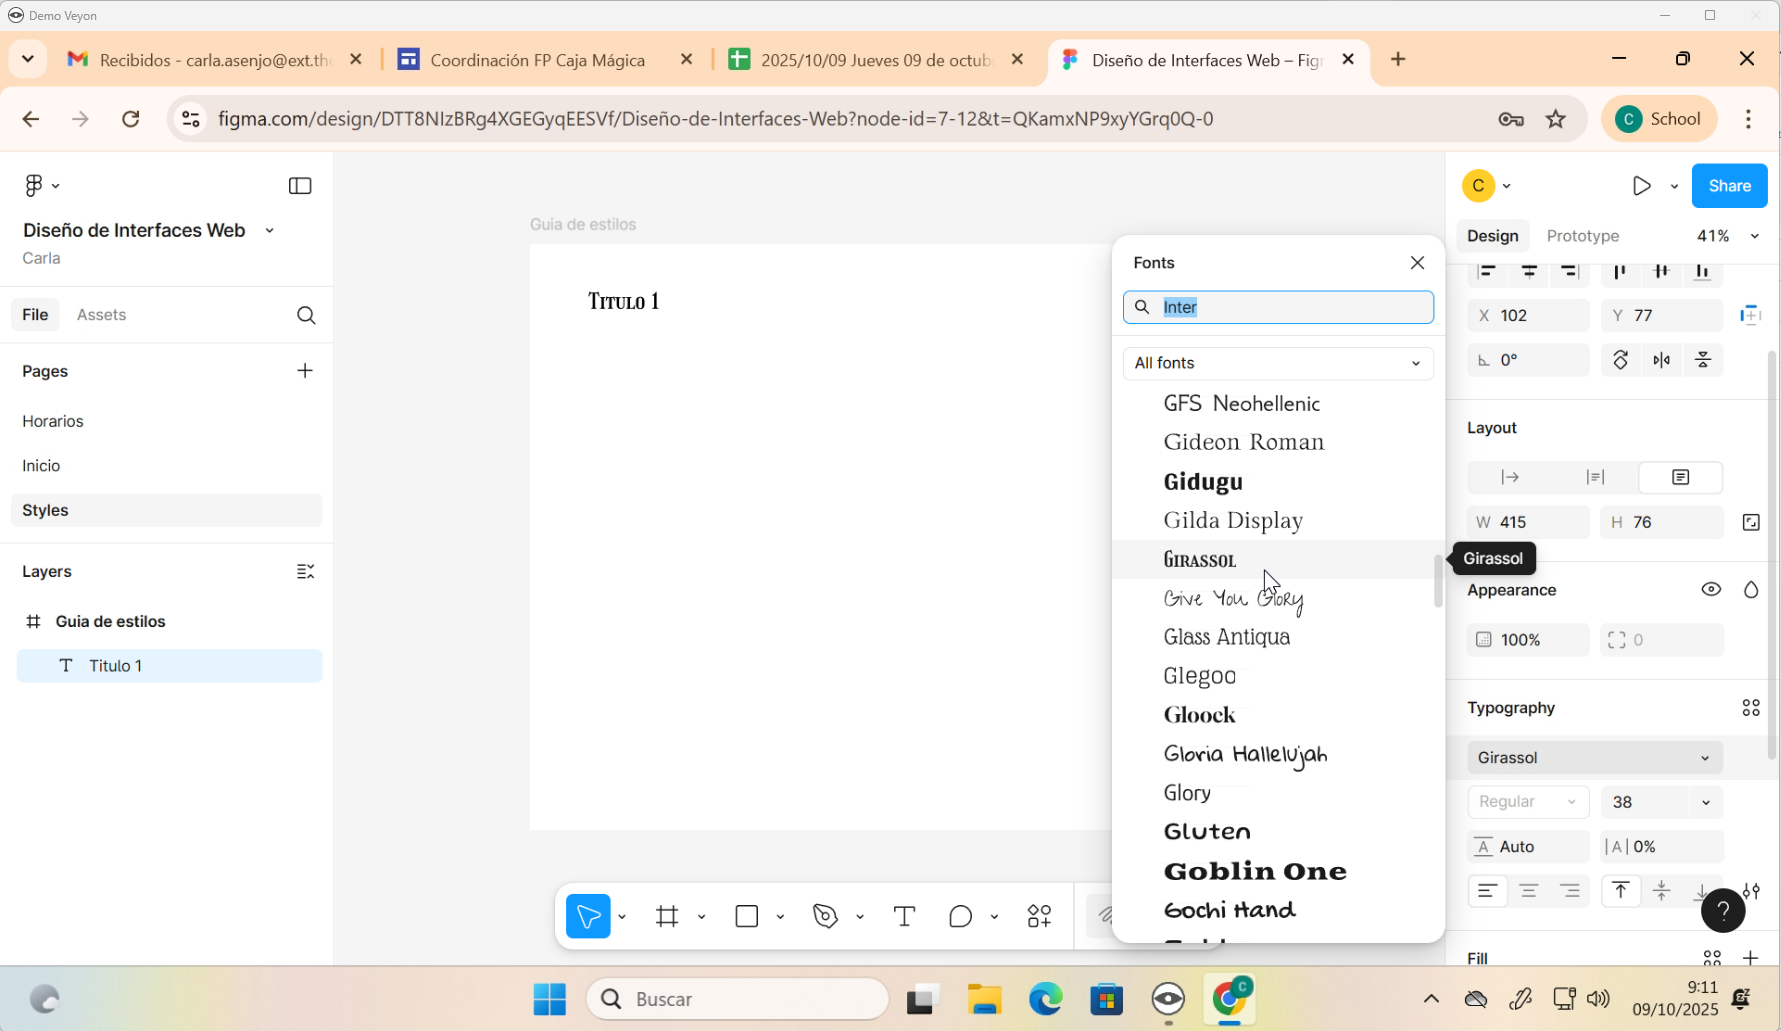 Demo Veyon
Recibidos - carla.asenjo@ext.th
Coordinación FP Caja Mágica
2025/10/09 Jueves 09 de octub
Diseño de Interfaces Web – Fig
figma.com/design/DTT8NIzBRg4XGEGyqEESVf/Diseño-de-Interfaces-Web?node-id=7-12&t=QKamxNP9xyYGrq0Q-0
C School
Diseño de Interfaces Web
Carla
File Assets
Pages
Horarios
Inicio
Styles
Layers
Guia de estilos
Titulo 1
Guia de estilos
Titulo 1
Fonts
Inter
All fonts
GFS Neohellenic
Gideon Roman
Gidugu
Gilda Display
Girassol
Give You Glory
Glass Antiqua
Glegoo
Gloock
Gloria Hallelujah
Glory
Gluten
Goblin One
Gochi Hand
Girassol
C
Share
Design Prototype 41%
X 102 Y 77
0°
Layout
W 415 H 76
Appearance
100% 0
Typography
Girassol
Regular 38
A Auto |A| 0%
?
Fill
Buscar
C
9:11
09/10/2025